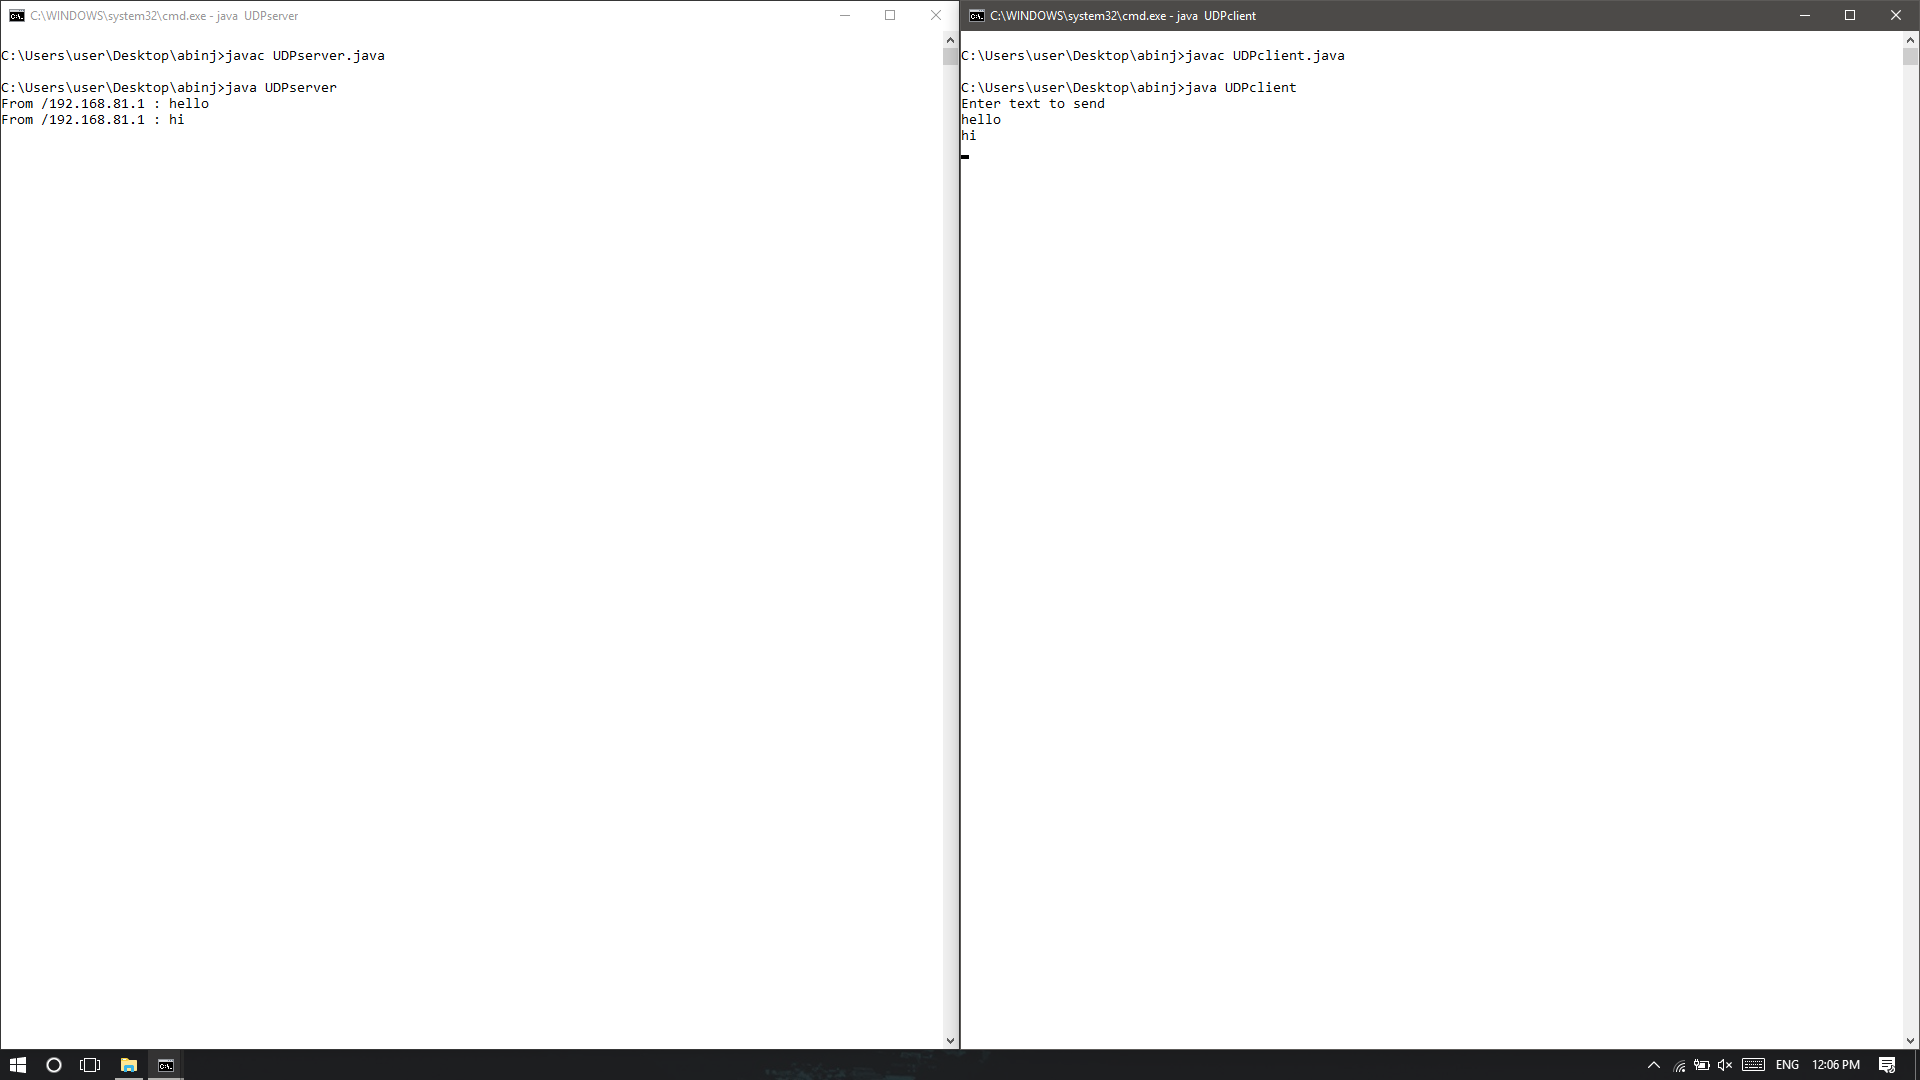 C:\WINDOWS\system32\cmd.exe - java  UDPserver
C:\Users\user\Desktop\abinj>javac UDPserver.java
C:\Users\user\Desktop\abinj>java UDPserver
From /192.168.81.1 : hello
From /192.168.81.1 : hi
C:\WINDOWS\system32\cmd.exe - java  UDPclient
C:\Users\user\Desktop\abinj>javac UDPclient.java
C:\Users\user\Desktop\abinj>java UDPclient
Enter text to send
hello
hi
ENG
12:06 PM